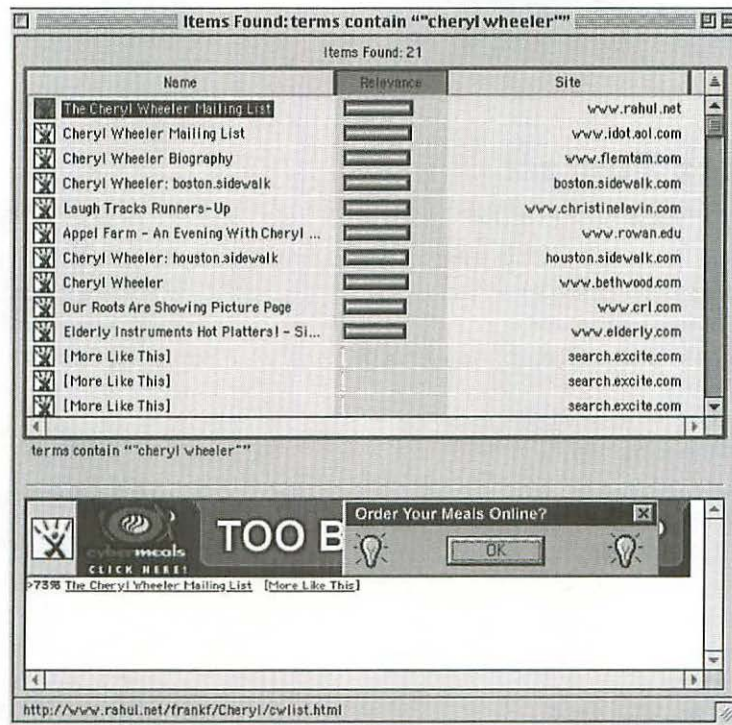 Items Found: terms contain ““cheryl wheeler””
Items Found: 21
Name Relevance Site
The Cheryl Wheeler Mailing List www.rahul.net
Cheryl Wheeler Mailing List www.idot.aol.com
Cheryl Wheeler Biography www.flemtam.com
Cheryl Wheeler: boston.sidewalk boston.sidewalk.com
Laugh Tracks Runners-Up www.christinelavin.com
Appel Farm - An Evening With Cheryl ... www.rowan.edu
Cheryl Wheeler: houston.sidewalk houston.sidewalk.com
Cheryl Wheeler www.bethwood.com
Our Roots Are Showing Picture Page www.crl.com
Elderly Instruments Hot Platters! - Si... www.elderly.com
[More Like This] search.excite.com
[More Like This] search.excite.com
[More Like This] search.excite.com
terms contain ““cheryl wheeler””
Order Your Meals Online?
TOO B
OK
cybermeals
CLICK HERE!
>73% The Cheryl Wheeler Mailing List [More Like This]
http://www.rahul.net/frankf/Cheryl/cwlist.html